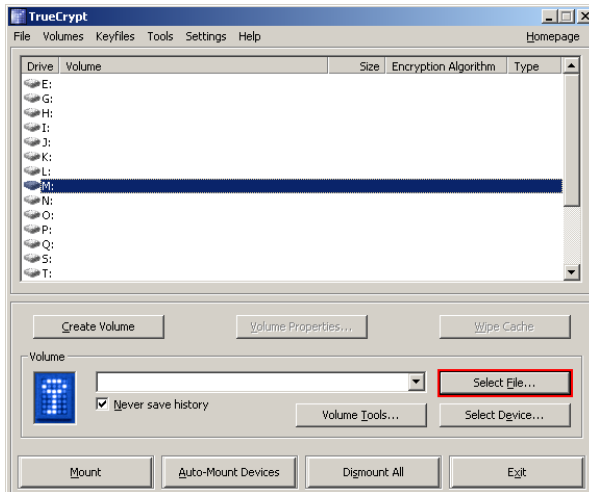 TrueCrypt
File Volumes Keyfiles Tools Settings Help Homepage
Drive Volume Size Encryption Algorithm Type
E:
G:
H:
I:
J:
K:
L:
M:
N:
O:
P:
Q:
S:
T:
Create Volume Volume Properties... Wipe Cache
Volume
Select File...
Never save history
Volume Tools... Select Device...
Mount Auto-Mount Devices Dismount All Exit